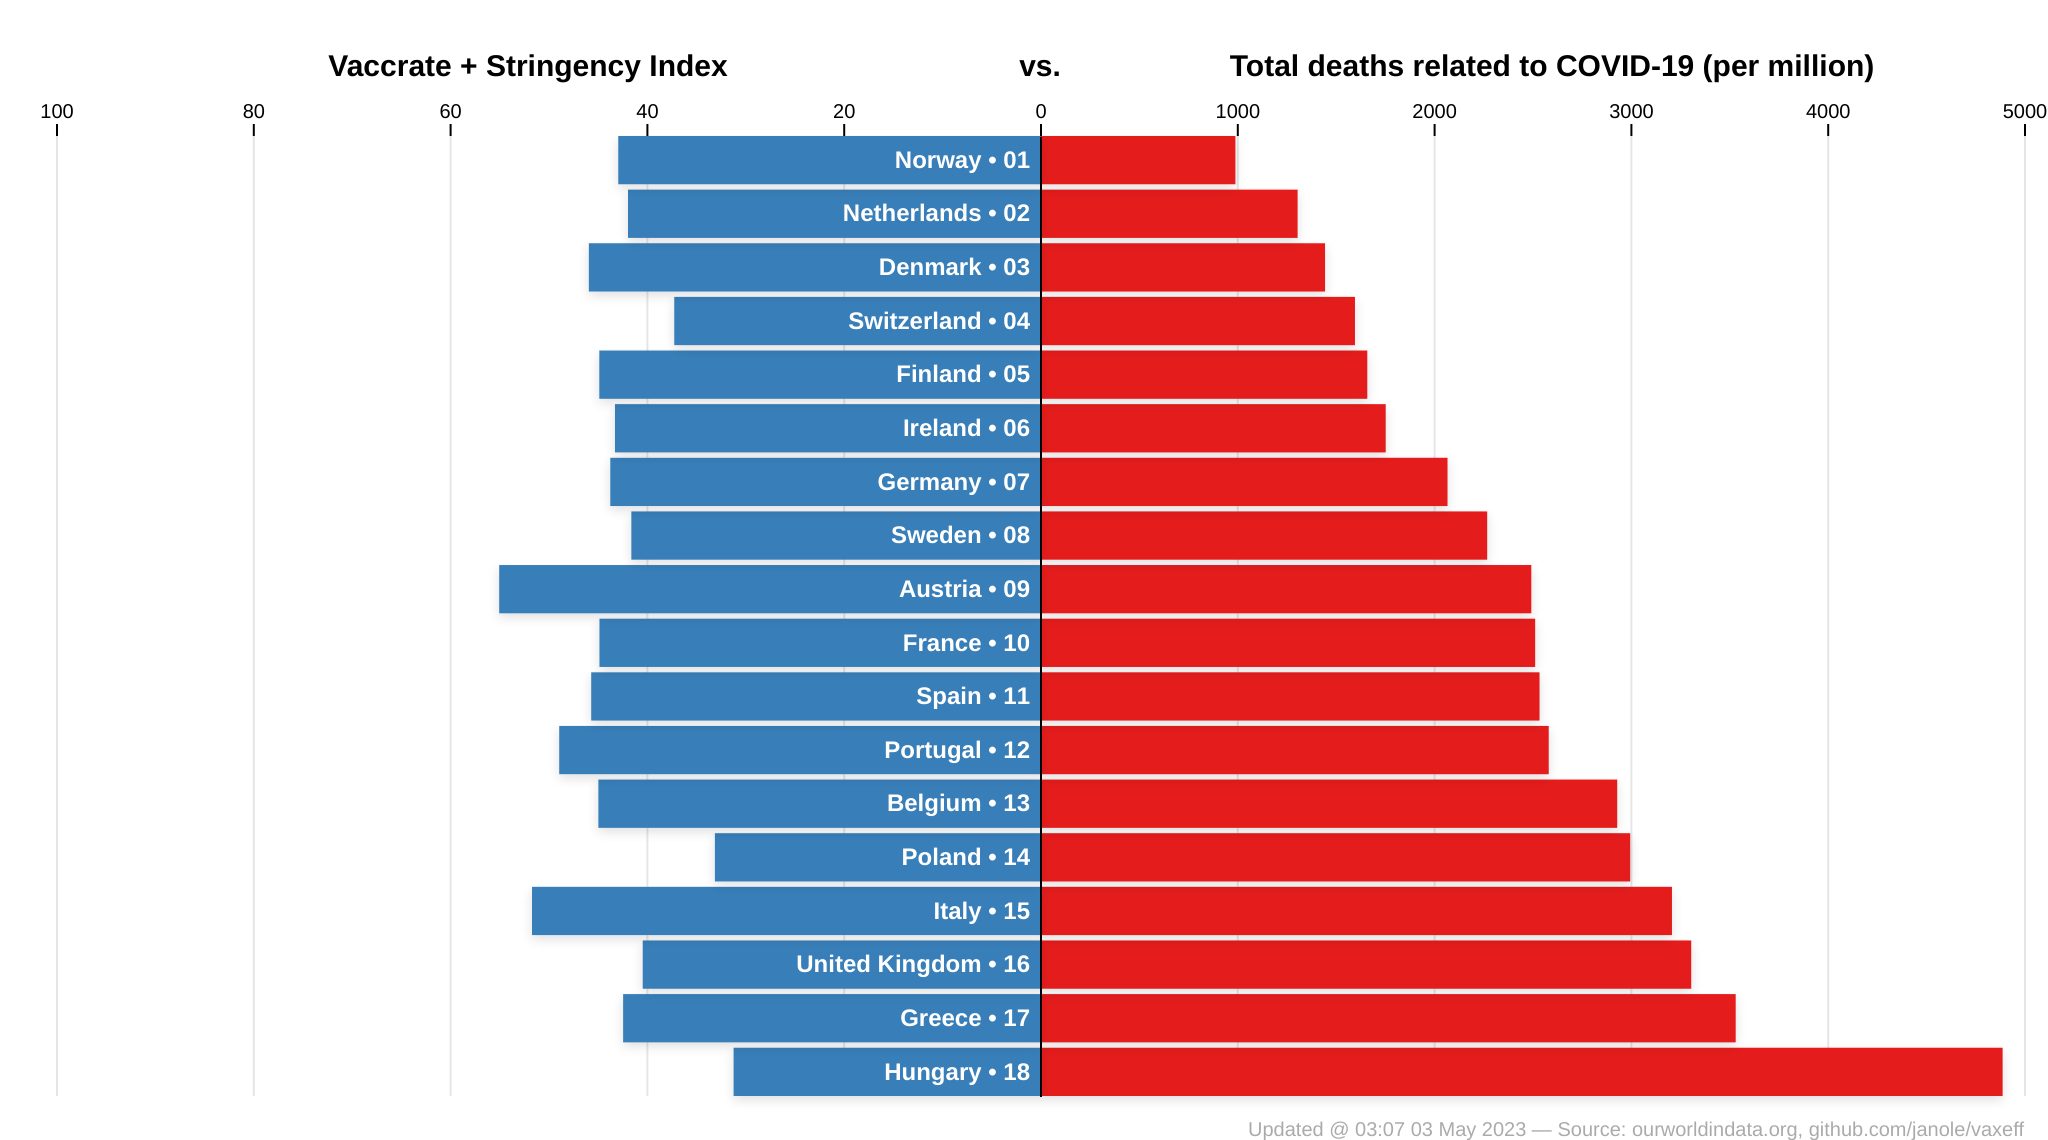 Vaccrate + Stringency Index vs. Total deaths related to COVID-19 (per million)
100 80 60 40 20 0 1000 2000 3000 4000 5000
Norway • 01
Netherlands • 02
Denmark • 03
Switzerland • 04
Finland • 05
Ireland • 06
Germany • 07
Sweden • 08
Austria • 09
France • 10
Spain • 11
Portugal • 12
Belgium • 13
Poland • 14
Italy • 15
United Kingdom • 16
Greece • 17
Hungary • 18
Updated @ 03:07 03 May 2023 — Source: ourworldindata.org, github.com/janole/vaxeff